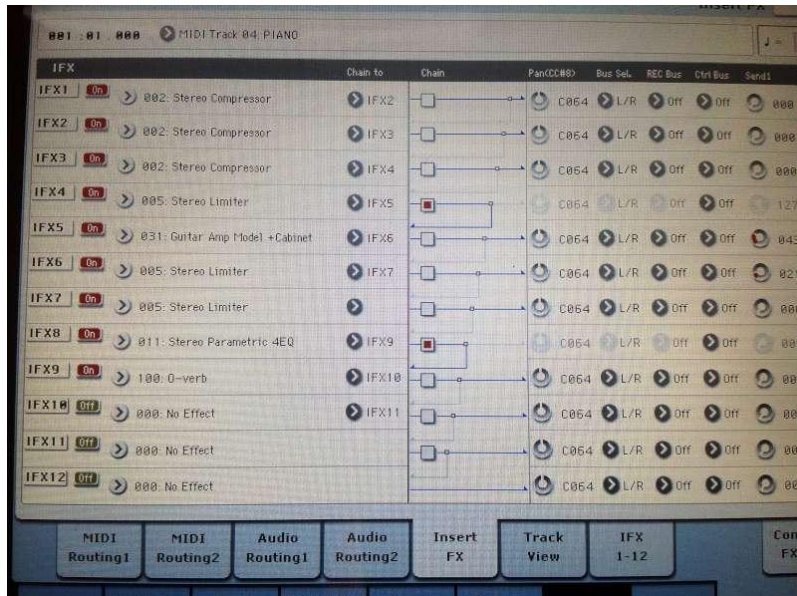 Insert FX
001 :01 . 000 MIDI Track 04: PIANO ♩ =
IFX Chain to Chain Pan(CC#8) Bus Sel. REC Bus Ctrl Bus Send1
IFX1 On 002: Stereo Compressor IFX2 C064 L/R Off Off 000
IFX2 On 002: Stereo Compressor IFX3 C064 L/R Off Off 000
IFX3 On 002: Stereo Compressor IFX4 C064 L/R Off Off 000
IFX4 On 005: Stereo Limiter IFX5 C064 L/R Off Off 127
IFX5 On 031: Guitar Amp Model +Cabinet IFX6 C064 L/R Off Off 043
IFX6 On 005: Stereo Limiter IFX7 C064 L/R Off Off 021
IFX7 On 005: Stereo Limiter C064 L/R Off Off
IFX8 On 011: Stereo Parametric 4EQ IFX9 C064 L/R Off Off
IFX9 On 100: O-verb IFX10 C064 L/R Off Off
IFX10 Off 000: No Effect IFX11 C064 L/R Off Off
IFX11 Off 000: No Effect C064 L/R Off Off
IFX12 Off 000: No Effect C064 L/R Off Off
MIDI Routing1 MIDI Routing2 Audio Routing1 Audio Routing2 Insert FX Track View IFX 1-12